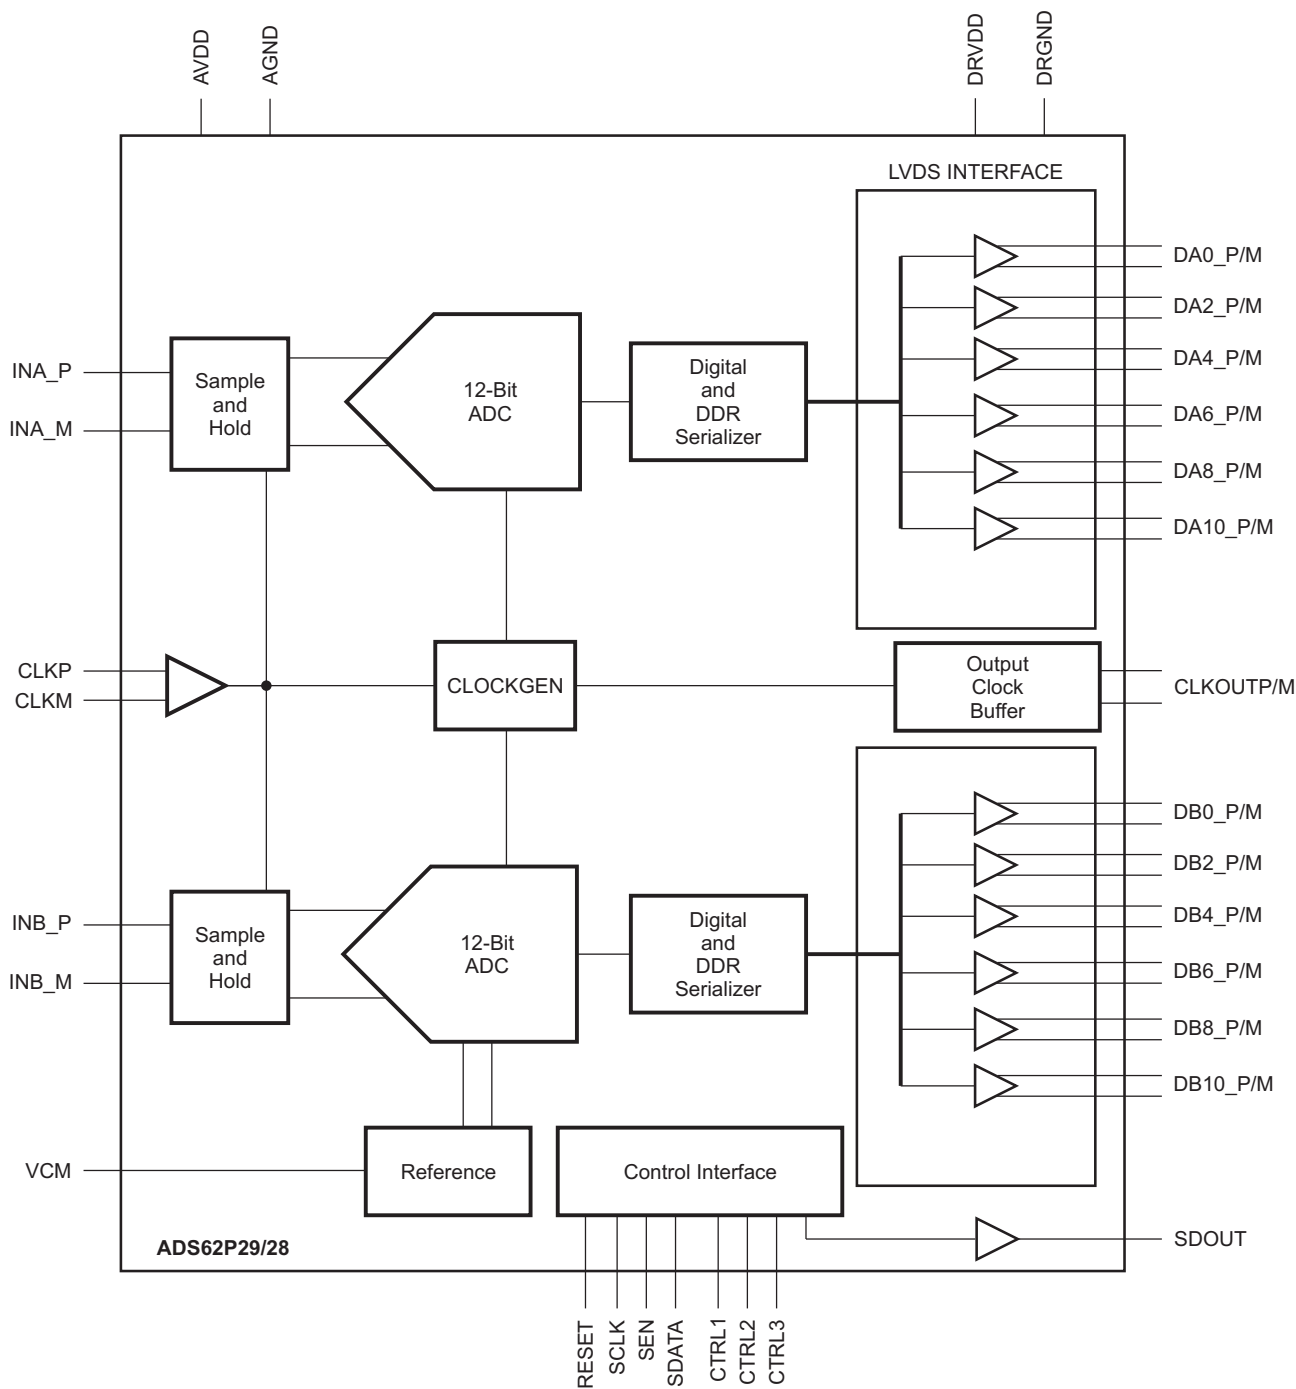 AVDD
AGND
DRVDD
DRGND
LVDS INTERFACE
DA0_P/M
DA2_P/M
DA4_P/M
DA6_P/M
DA8_P/M
DA10_P/M
INA_P
INA_M
Sample
and
Hold
12-Bit
ADC
Digital
and
DDR
Serializer
CLKP
CLKM
CLOCKGEN
Output
Clock
Buffer
CLKOUTP/M
DB0_P/M
DB2_P/M
DB4_P/M
DB6_P/M
DB8_P/M
DB10_P/M
INB_P
INB_M
Sample
and
Hold
12-Bit
ADC
Digital
and
DDR
Serializer
VCM
Reference
Control Interface
SDOUT
ADS62P29/28
RESET
SCLK
SEN
SDATA
CTRL1
CTRL2
CTRL3